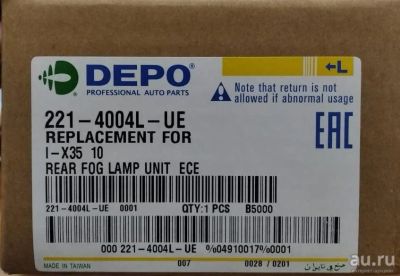 DEPO
PROFESSIONAL AUTO PARTS
←L
Note that return is not
allowed if abnormal usage
221-4004L-UE
REPLACEMENT FOR
I-X35 10
REAR FOG LAMP UNIT ECE
EAC
221-4004L-UE 0001 QTY:1 PCS B5000
000 221-4004L-UE %04910017%0001
MADE IN TAIWAN 007 0028 / 0201
au.ru